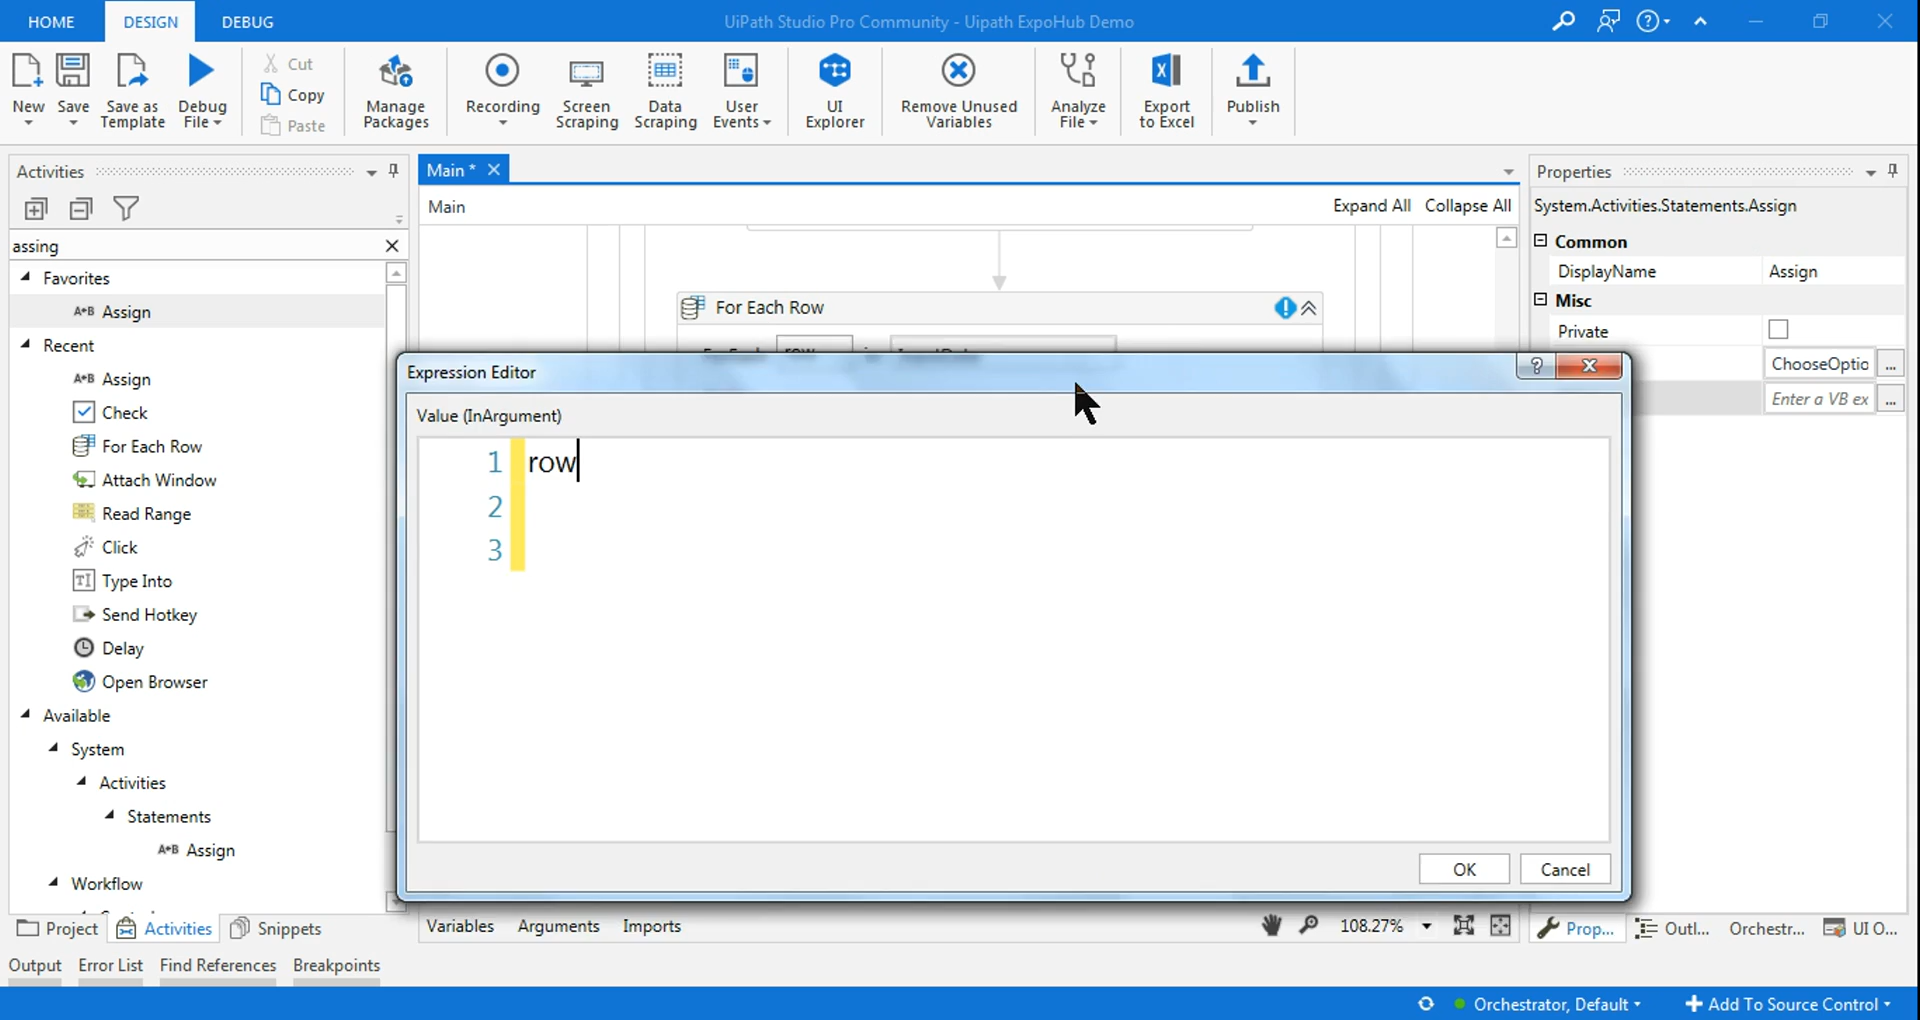 HOME DESIGN DEBUG UiPath Studio Pro Community - Uipath ExpoHub Demo
New Save Save as Template Debug File Cut Copy Paste Manage Packages Recording Screen Scraping Data Scraping User Events UI Explorer Remove Unused Variables Analyze File Export to Excel Publish
Activities
assing
Favorites
A*B Assign
Recent
A*B Assign
Check
For Each Row
Attach Window
Read Range
Click
TI Type Into
Send Hotkey
Delay
Open Browser
Available
System
Activities
Statements
A*B Assign
Workflow
Project Activities Snippets
Main *
Main Expand All Collapse All
For Each Row
Expression Editor
Value (InArgument)
1 row
2
3
OK Cancel
Variables Arguments Imports 108.27%
Properties
System.Activities.Statements.Assign
Common
DisplayName Assign
Misc
Private
ChooseOptio ...
Enter a VB ex ...
Prop... Outl... Orchestr... UI O...
Output Error List Find References Breakpoints
Orchestrator, Default Add To Source Control